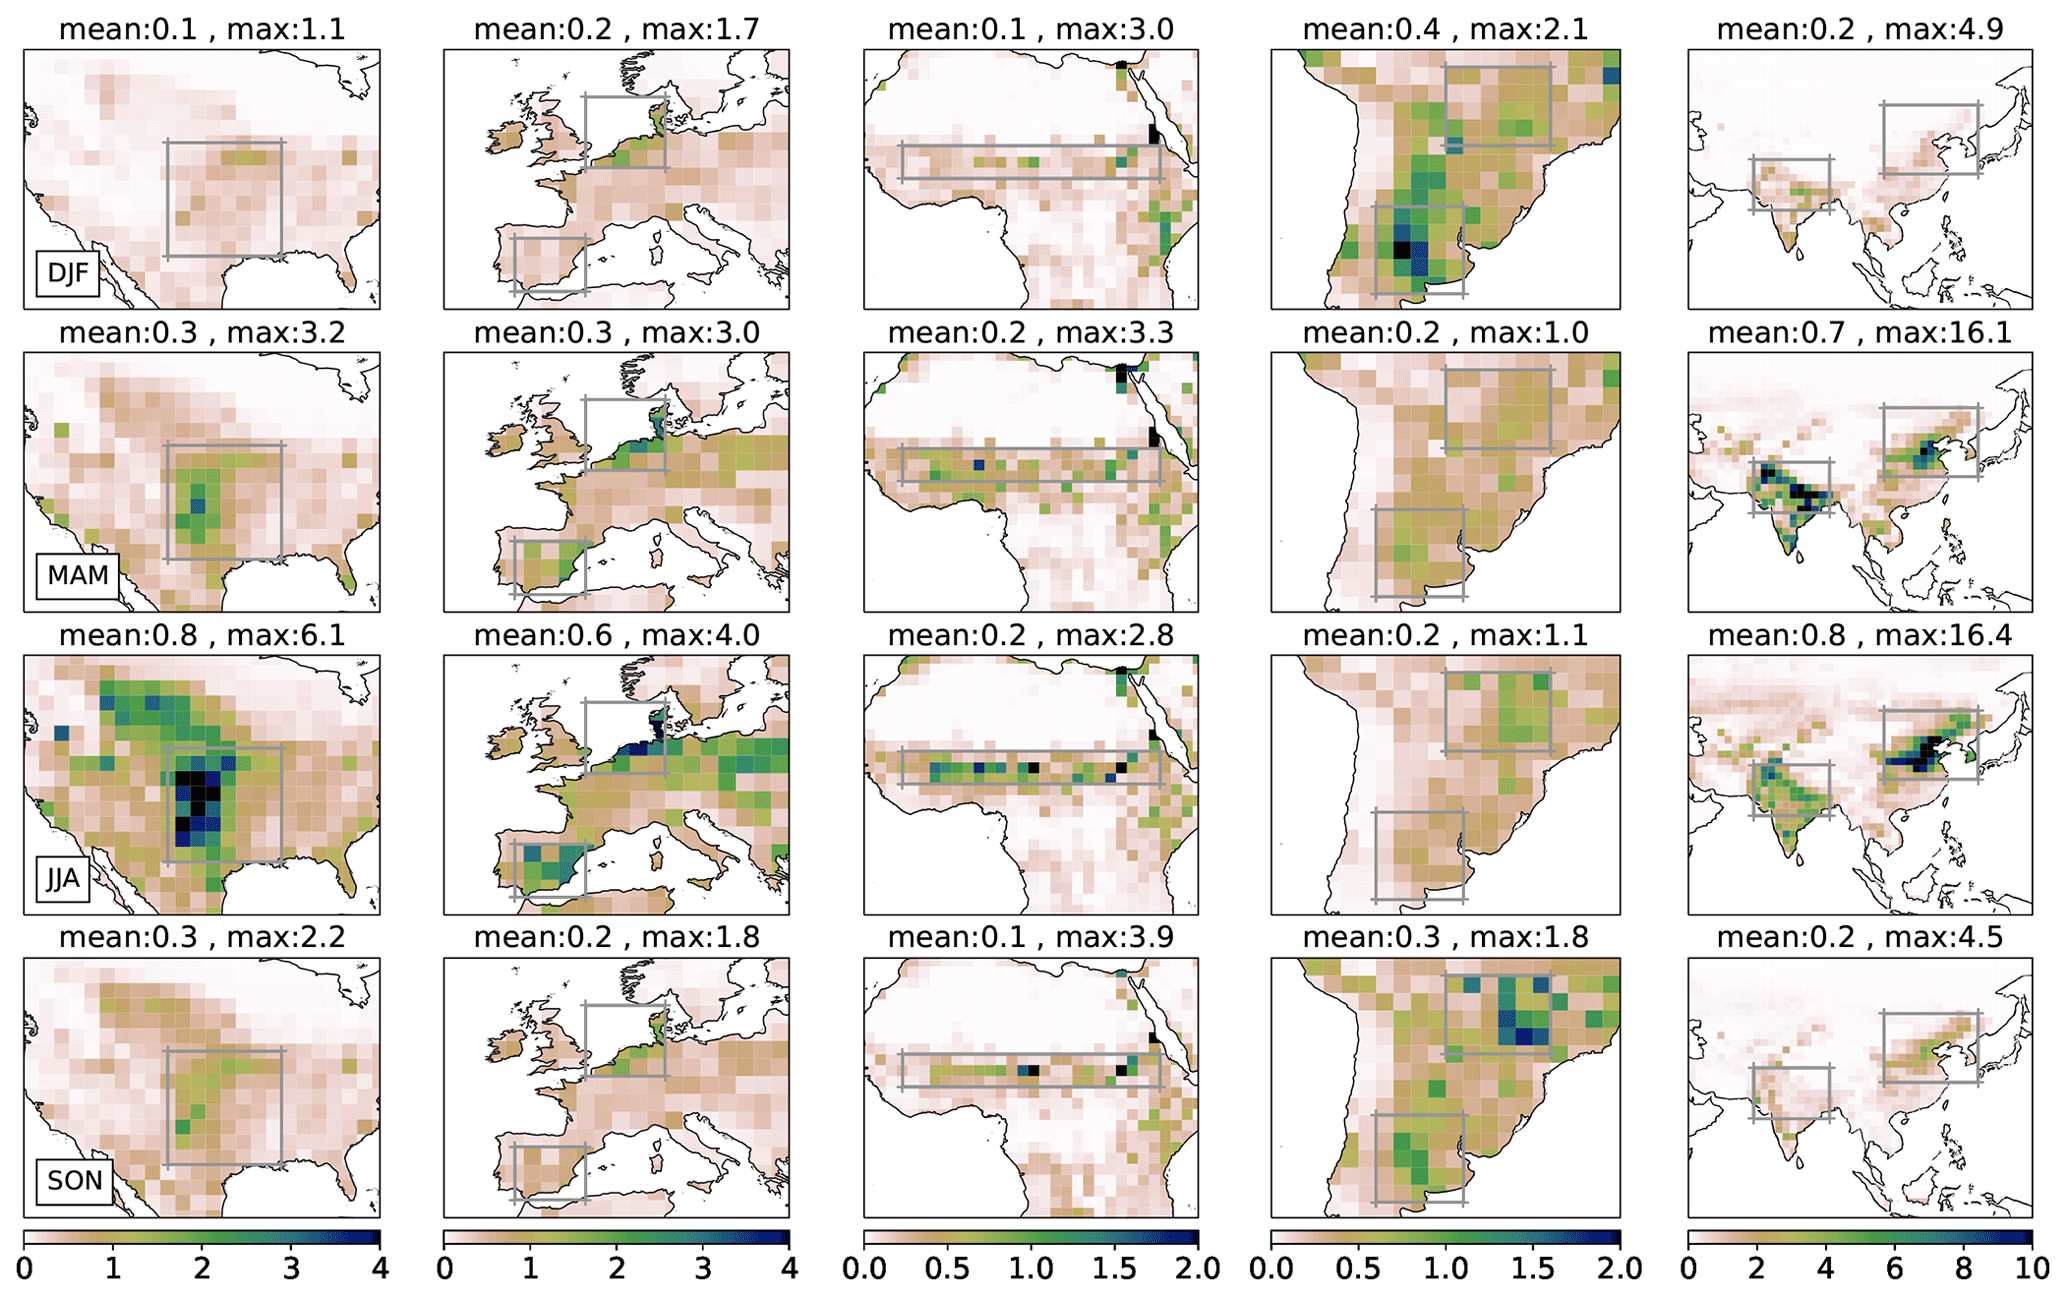 mean:0.1 , max:1.1 mean:0.2 , max:1.7 mean:0.1 , max:3.0 mean:0.4 , max:2.1 mean:0.2 , max:4.9
DJF
mean:0.3 , max:3.2 mean:0.3 , max:3.0 mean:0.2 , max:3.3 mean:0.2 , max:1.0 mean:0.7 , max:16.1
MAM
mean:0.8 , max:6.1 mean:0.6 , max:4.0 mean:0.2 , max:2.8 mean:0.2 , max:1.1 mean:0.8 , max:16.4
JJA
mean:0.3 , max:2.2 mean:0.2 , max:1.8 mean:0.1 , max:3.9 mean:0.3 , max:1.8 mean:0.2 , max:4.5
SON
0 1 2 3 4 0 1 2 3 4 0.0 0.5 1.0 1.5 2.0 0.0 0.5 1.0 1.5 2.0 0 2 4 6 8 10